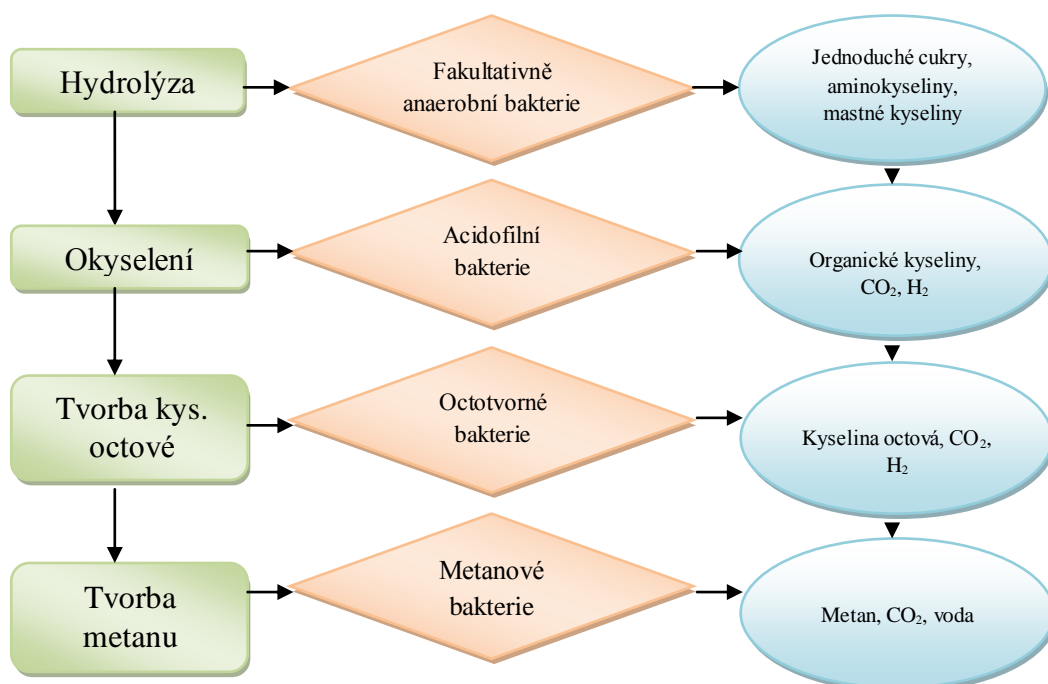 Hydrolýza
Fakultativně
anaerobní bakterie
Jednoduché cukry,
aminokyseliny,
mastné kyseliny
Okyselení
Acidofilní
bakterie
Organické kyseliny,
CO₂, H₂
Tvorba kys.
octové
Octotvorné
bakterie
Kyselina octová, CO₂,
H₂
Tvorba
metanu
Metanové
bakterie
Metan, CO₂, voda